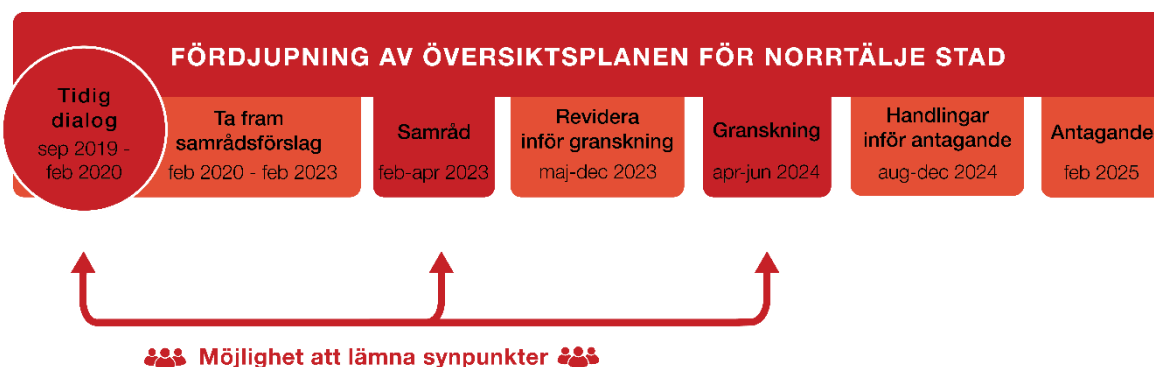 FÖRDJUPNING AV ÖVERSIKTSPLANEN FÖR NORRTÄLJE STAD
Tidig
dialog
sep 2019 -
feb 2020
Ta fram
samrådsförslag
feb 2020 - feb 2023
Samråd
feb-apr 2023
Revidera
inför granskning
maj-dec 2023
Granskning
apr-jun 2024
Handlingar
inför antagande
aug-dec 2024
Antagande
feb 2025
Möjlighet att lämna synpunkter